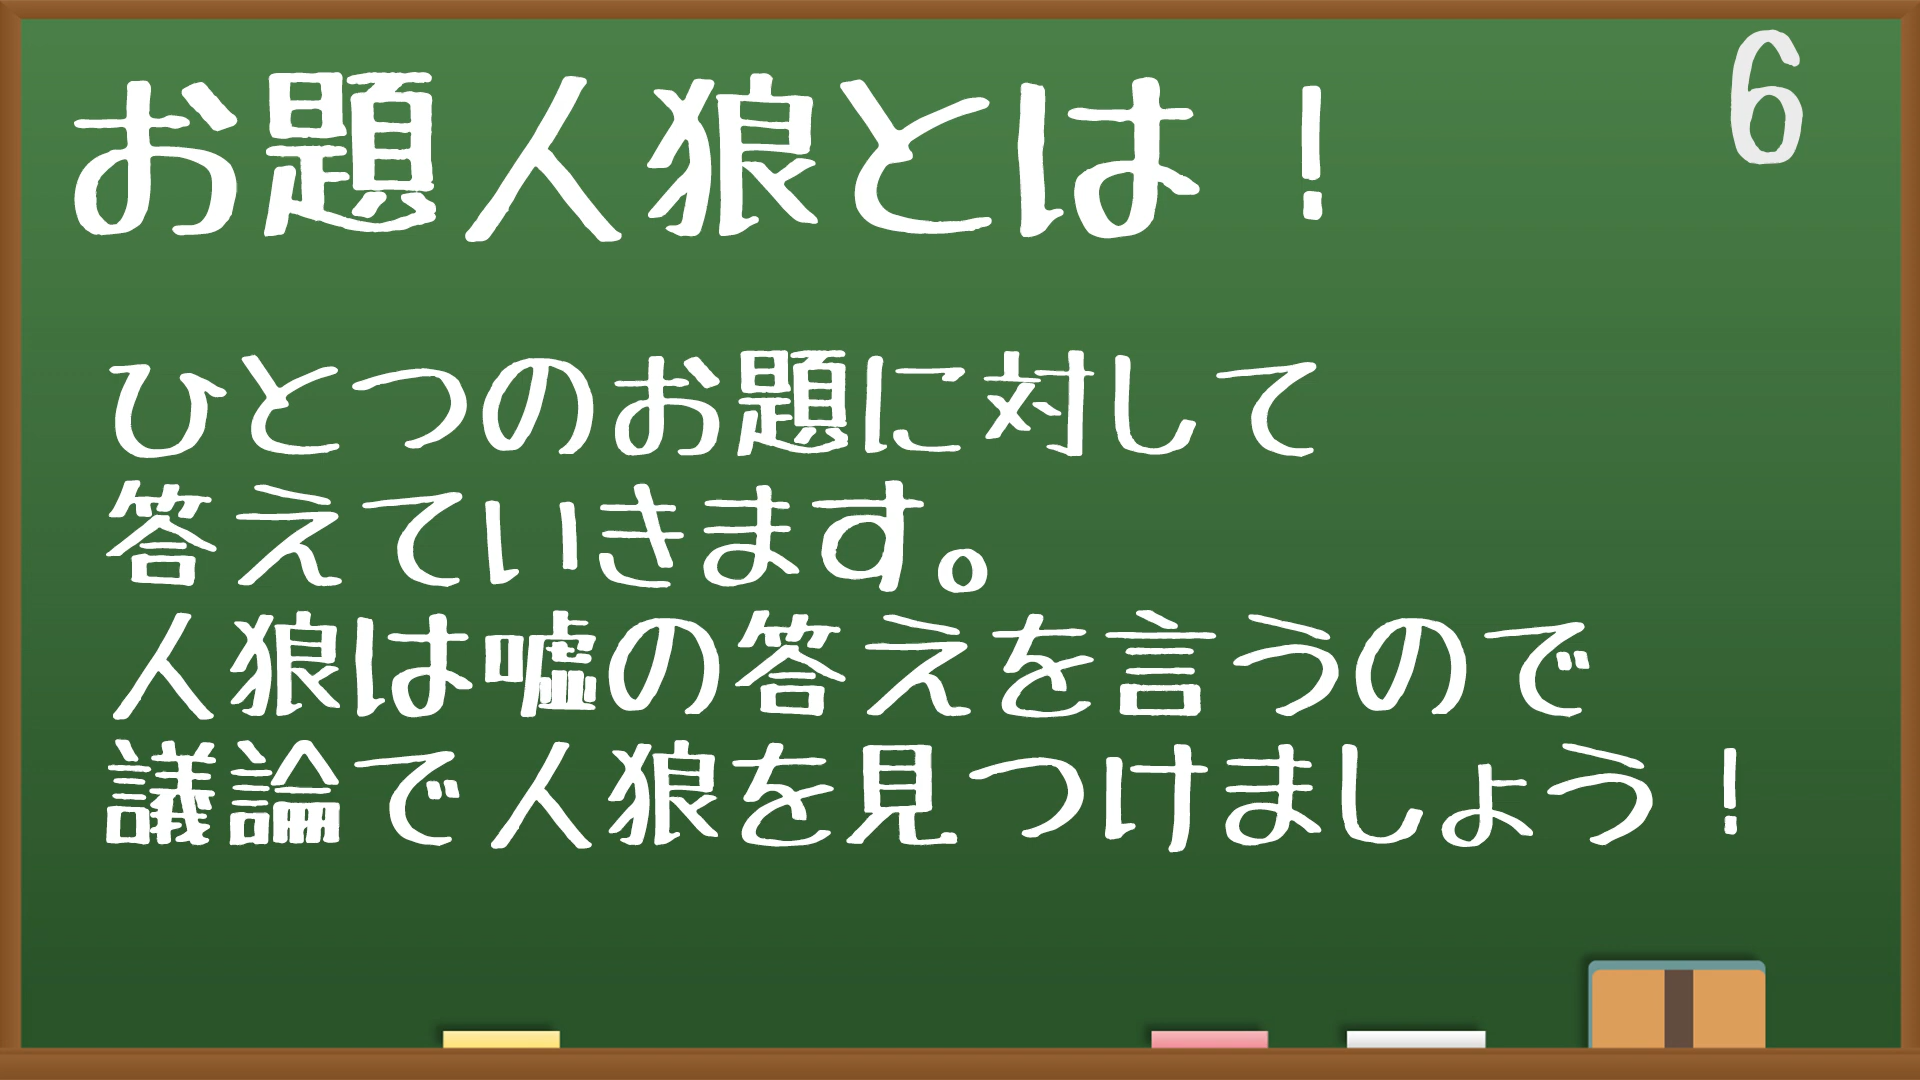 お題人狼とは！
6
ひとつのお題に対して
答えていきます。
人狼は嘘の答えを言うので
議論で人狼を見つけましょう！